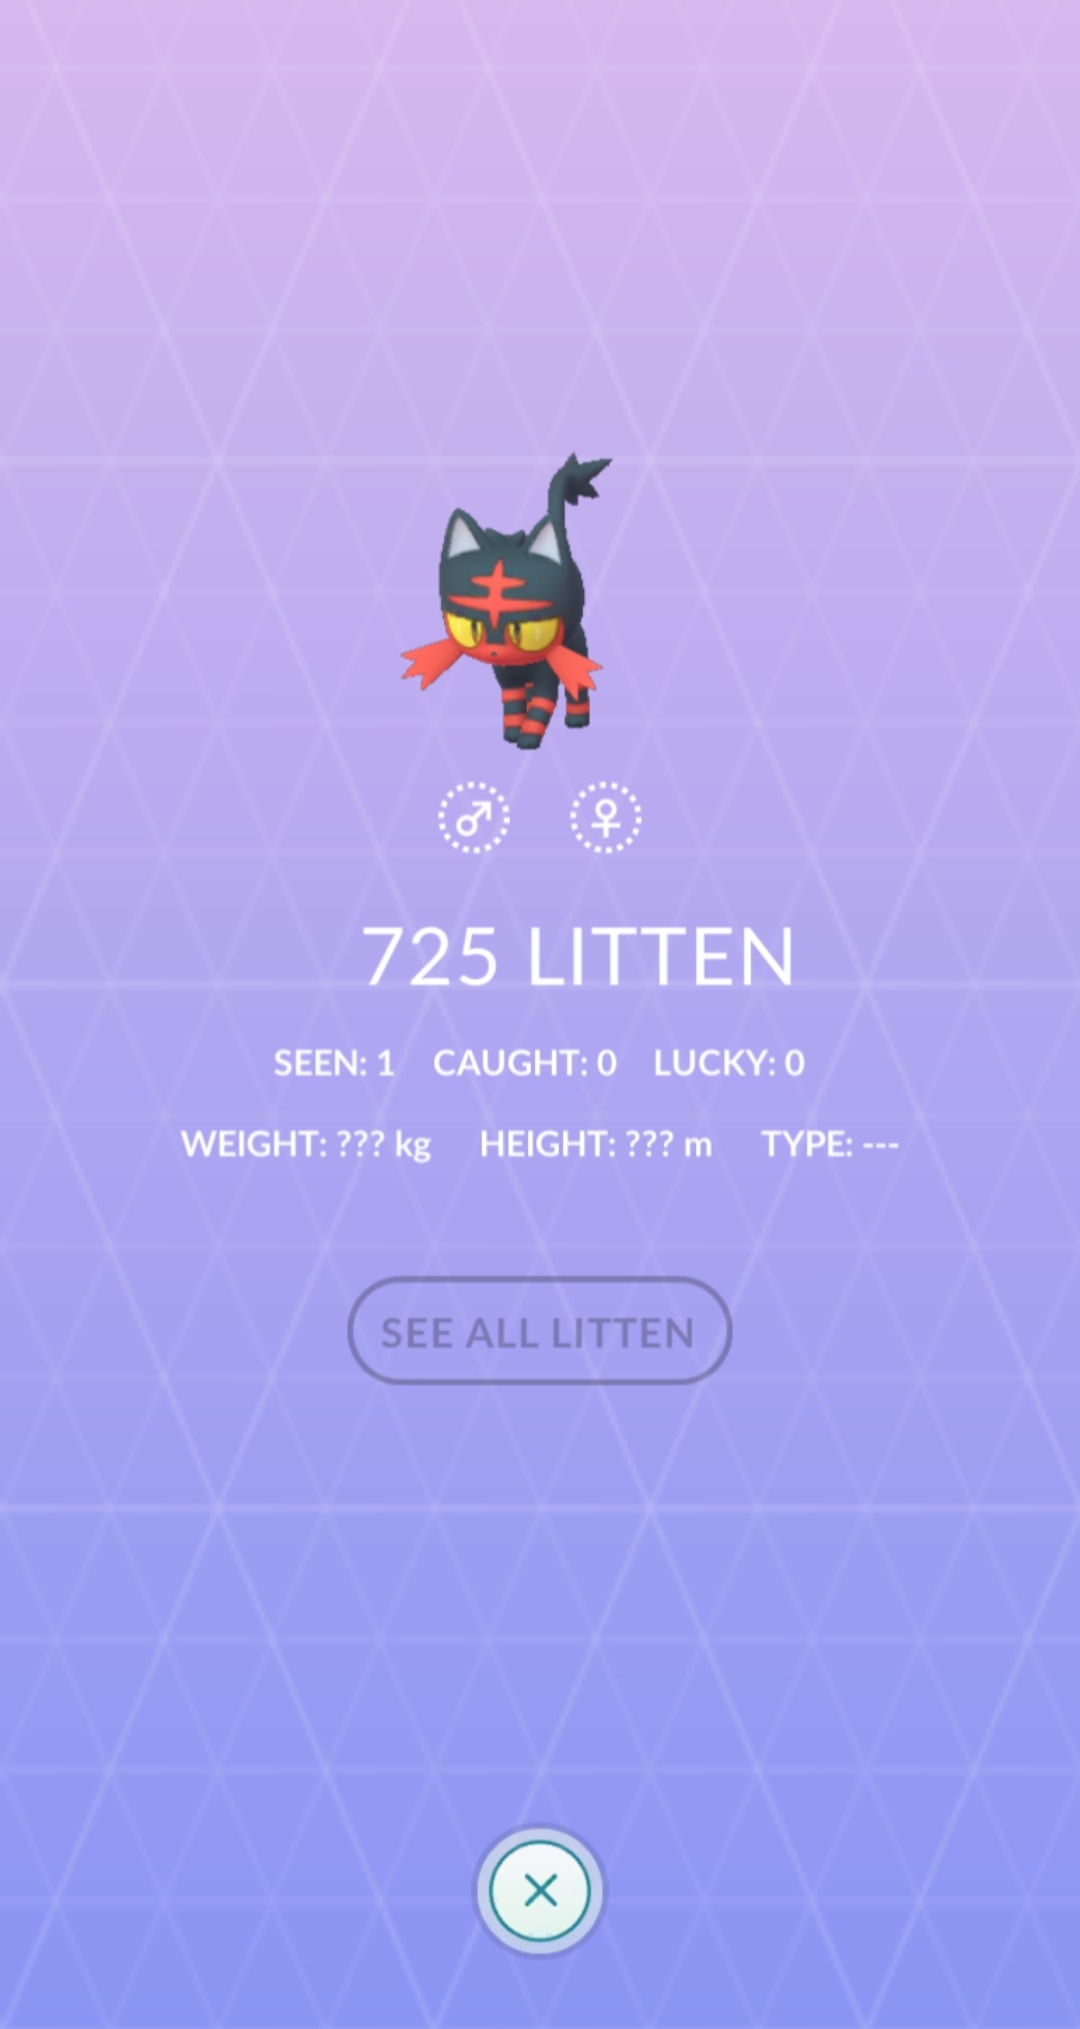 725 LITTEN
SEEN: 1 CAUGHT: 0 LUCKY: 0
WEIGHT: ??? kg HEIGHT: ??? m TYPE: ---
SEE ALL LITTEN